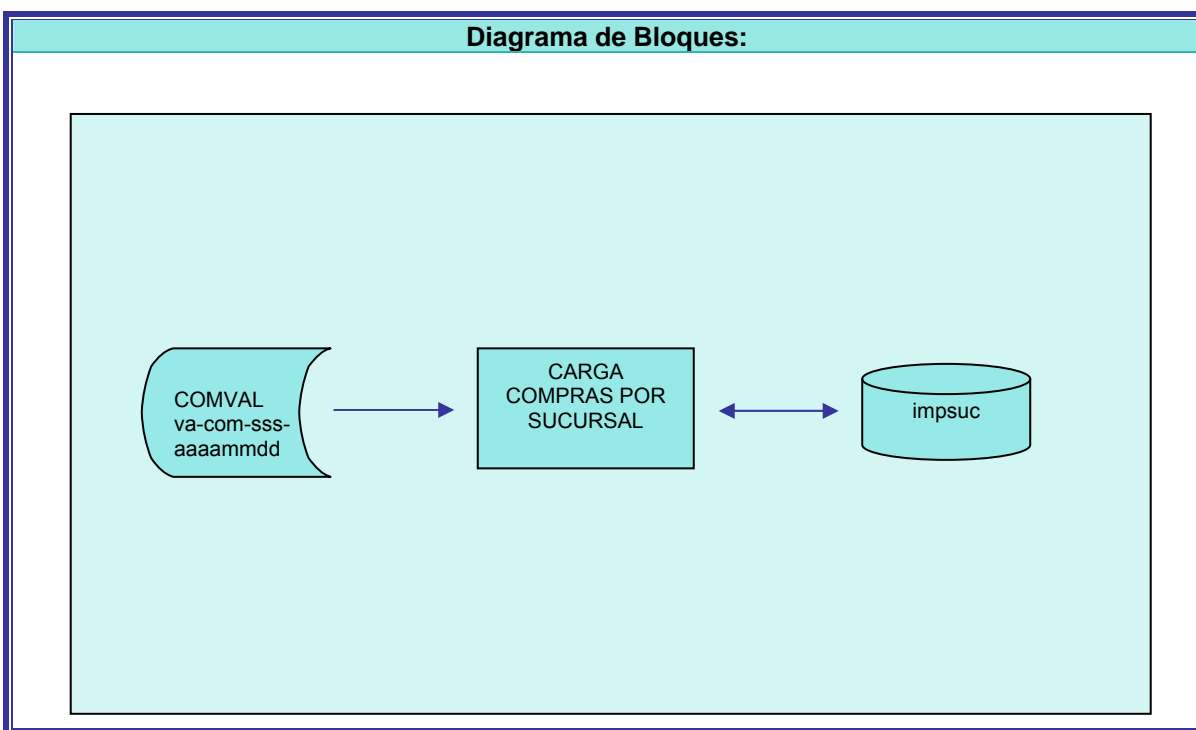 Diagrama de Bloques:
COMVAL
va-com-sss-
aaaammdd
CARGA
COMPRAS POR
SUCURSAL
impsuc